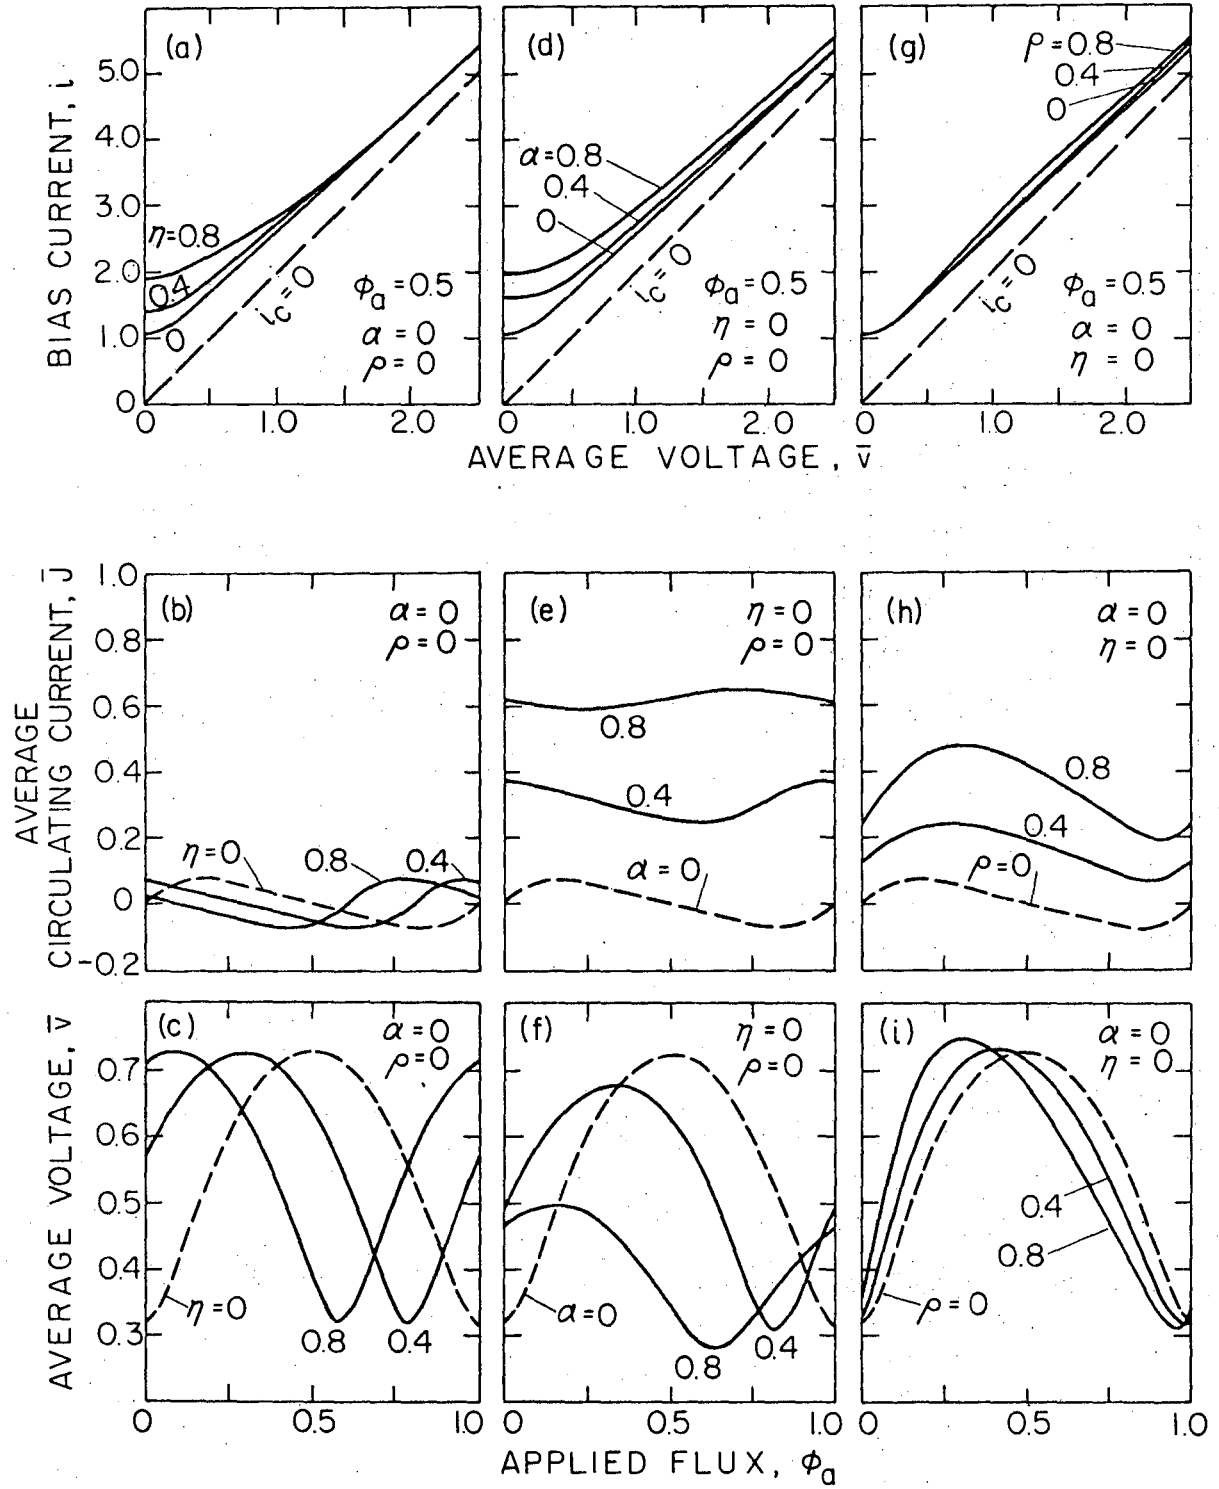 (a)
BIAS CURRENT, i
5.0
4.0
3.0
2.0
1.0
0
η=0.8
0.4
0
i_c=0
ϕ_a=0.5
α=0
ρ=0
0 1.0 2.0
(d)
α=0.8
0.4
0
i_c=0
ϕ_a=0.5
η=0
ρ=0
0 1.0 2.0
(g)
ρ=0.8
0.4
0
i_c=0
ϕ_a=0.5
α=0
η=0
0 1.0 2.0
AVERAGE VOLTAGE, v̄
AVERAGE
CIRCULATING CURRENT, J̄
1.0
0.8
0.6
0.4
0.2
0
-0.2
(b)
α=0
ρ=0
η=0
0.8
0.4
(e)
η=0
ρ=0
0.8
0.4
α=0
(h)
α=0
η=0
0.8
0.4
ρ=0
AVERAGE VOLTAGE, v̄
0.7
0.6
0.5
0.4
0.3
(c)
α=0
ρ=0
η=0
0.8
0.4
0 0.5 1.0
(f)
η=0
ρ=0
α=0
0.8
0.4
0 0.5 1.0
(i)
α=0
η=0
0.4
0.8
ρ=0
0 0.5 1.0
APPLIED FLUX, ϕ_a